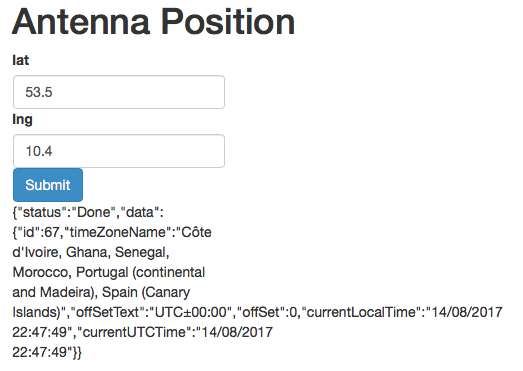 Antenna Position
lat
53.5
lng
10.4
Submit
{"status":"Done","data":
{"id":67,"timeZoneName":"Côte
d'Ivoire, Ghana, Senegal,
Morocco, Portugal (continental
and Madeira), Spain (Canary
Islands)","offSetText":"UTC±00:00","offSet":0,"currentLocalTime":"14/08/2017
22:47:49","currentUTCTime":"14/08/2017
22:47:49"}}